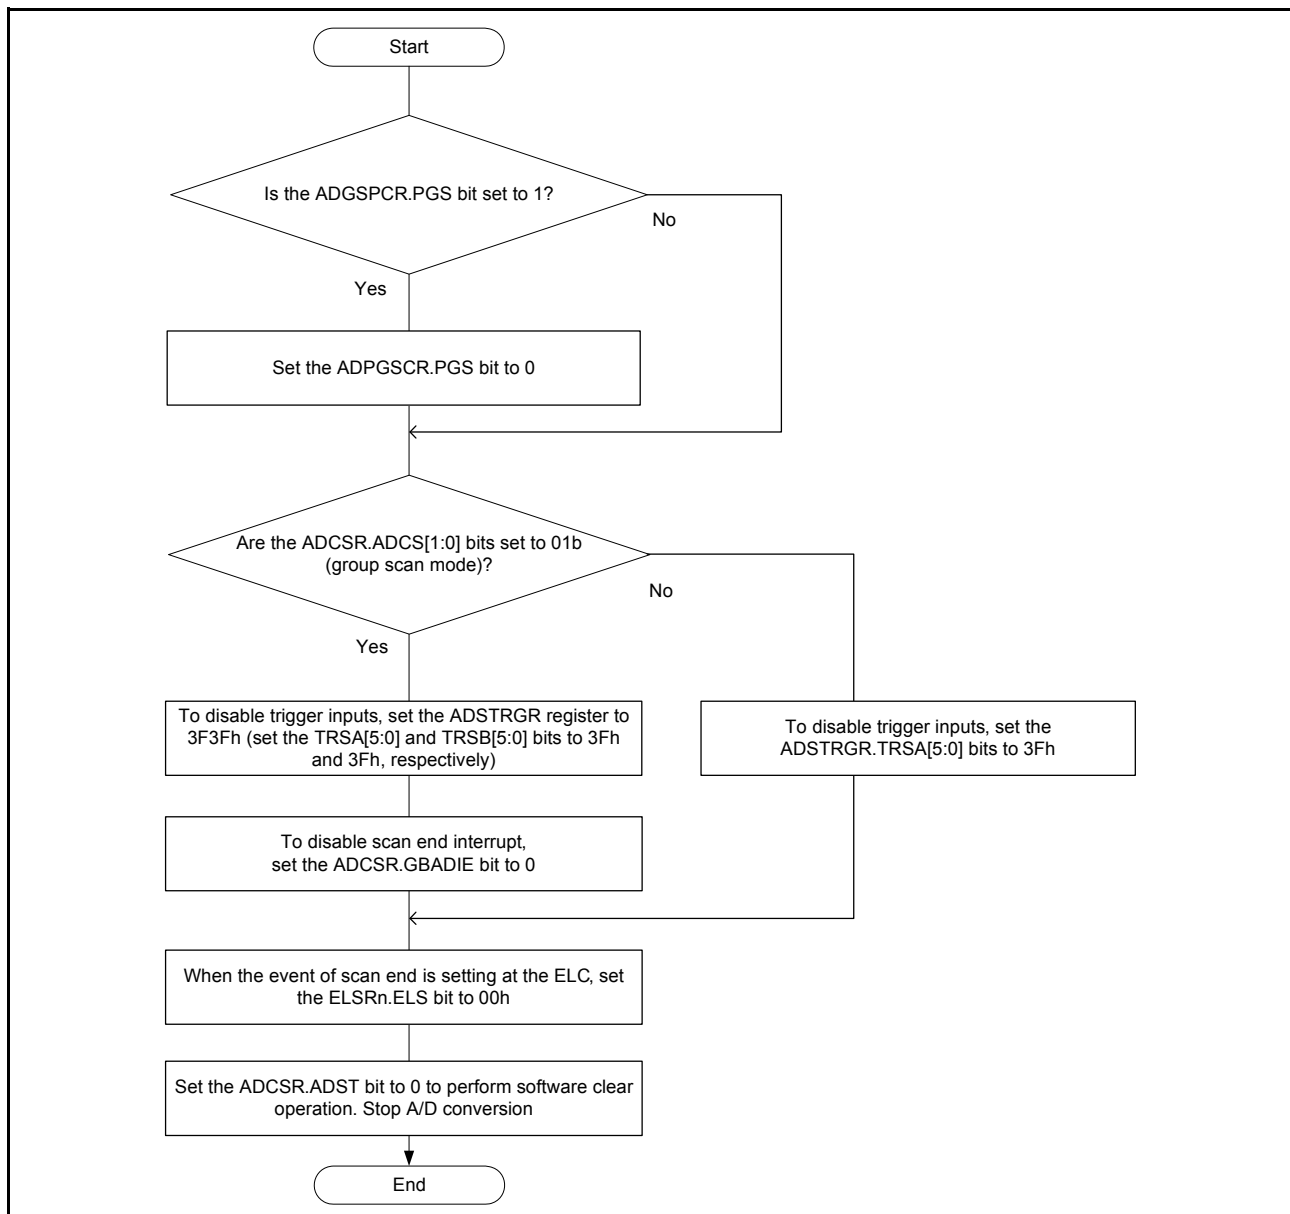 Start
Is the ADGSPCR.PGS bit set to 1?
No
Yes
Set the ADPGSCR.PGS bit to 0
Are the ADCSR.ADCS[1:0] bits set to 01b
(group scan mode)?
No
Yes
To disable trigger inputs, set the ADSTRGR register to
3F3Fh (set the TRSA[5:0] and TRSB[5:0] bits to 3Fh
and 3Fh, respectively)
To disable trigger inputs, set the
ADSTRGR.TRSA[5:0] bits to 3Fh
To disable scan end interrupt,
set the ADCSR.GBADIE bit to 0
When the event of scan end is setting at the ELC, set
the ELSRn.ELS bit to 00h
Set the ADCSR.ADST bit to 0 to perform software clear
operation. Stop A/D conversion
End